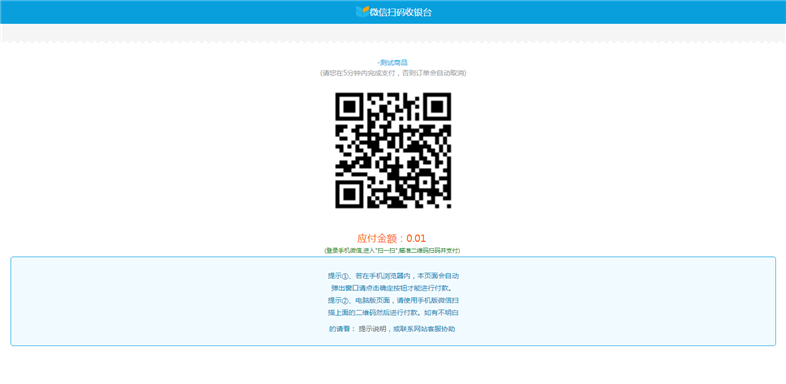 微信扫码收银台
-测试商品
(请您在5分钟内完成支付，否则订单会自动取消)
应付金额：0.01
(登录手机微信,进入"扫一扫",瞄准二维码扫码并支付)
提示①、若在手机浏览器内，本页面会自动
弹出窗口请点击确定按钮才能进行付款。
提示②、电脑版页面，请使用手机版微信扫
描上面的二维码然后进行付款。如有不明白
的请看： 提示说明，或联系网站客服协助